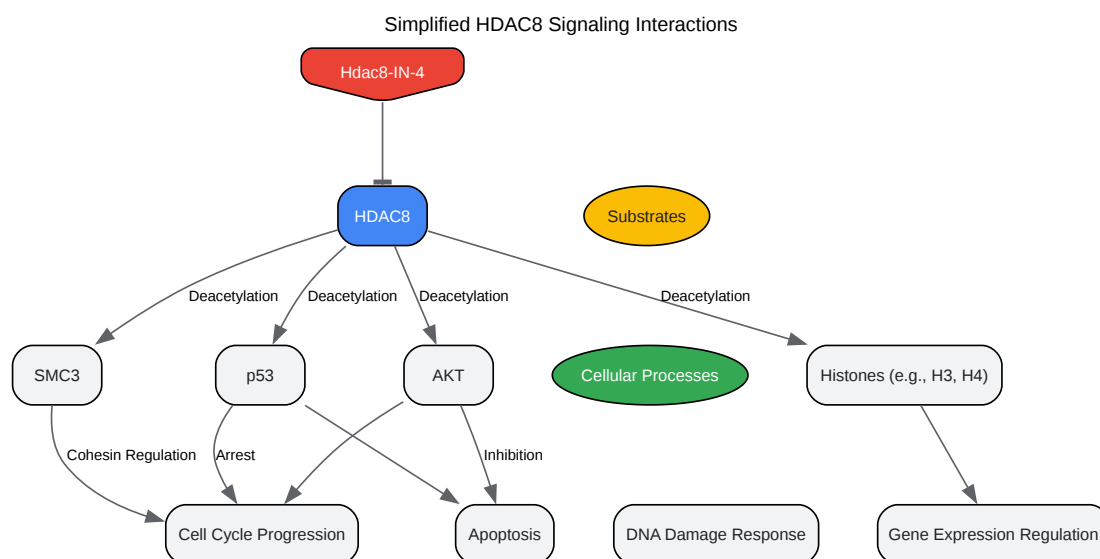 Simplified HDAC8 Signaling Interactions
Hdac8-IN-4
HDAC8
Substrates
Deacetylation
Deacetylation
Deacetylation
Deacetylation
SMC3
p53
AKT
Cellular Processes
Histones (e.g., H3, H4)
Cohesin Regulation
Arrest
Inhibition
Cell Cycle Progression
Apoptosis
DNA Damage Response
Gene Expression Regulation